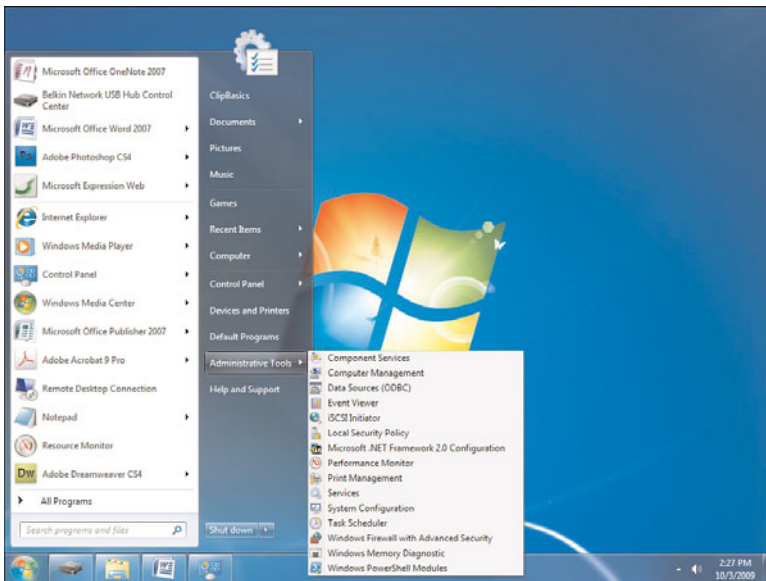 Microsoft Office OneNote 2007
Belkin Network USB Hub Control
Center
Microsoft Office Word 2007
Adobe Photoshop CS4
Microsoft Expression Web
Internet Explorer
Windows Media Player
Control Panel
Windows Media Center
Microsoft Office Publisher 2007
Adobe Acrobat 9 Pro
Remote Desktop Connection
Notepad
Resource Monitor
Dw
Adobe Dreamweaver CS4
All Programs
Search programs and files
ClipBasics
Documents
Pictures
Music
Games
Recent Items
Computer
Control Panel
Devices and Printers
Default Programs
Administrative Tools
Help and Support
Shut down
Component Services
Computer Management
Data Sources (ODBC)
Event Viewer
iSCSI Initiator
Local Security Policy
Microsoft .NET Framework 2.0 Configuration
Performance Monitor
Print Management
Services
System Configuration
Task Scheduler
Windows Firewall with Advanced Security
Windows Memory Diagnostic
Windows PowerShell Modules
2:27 PM
10/3/2009